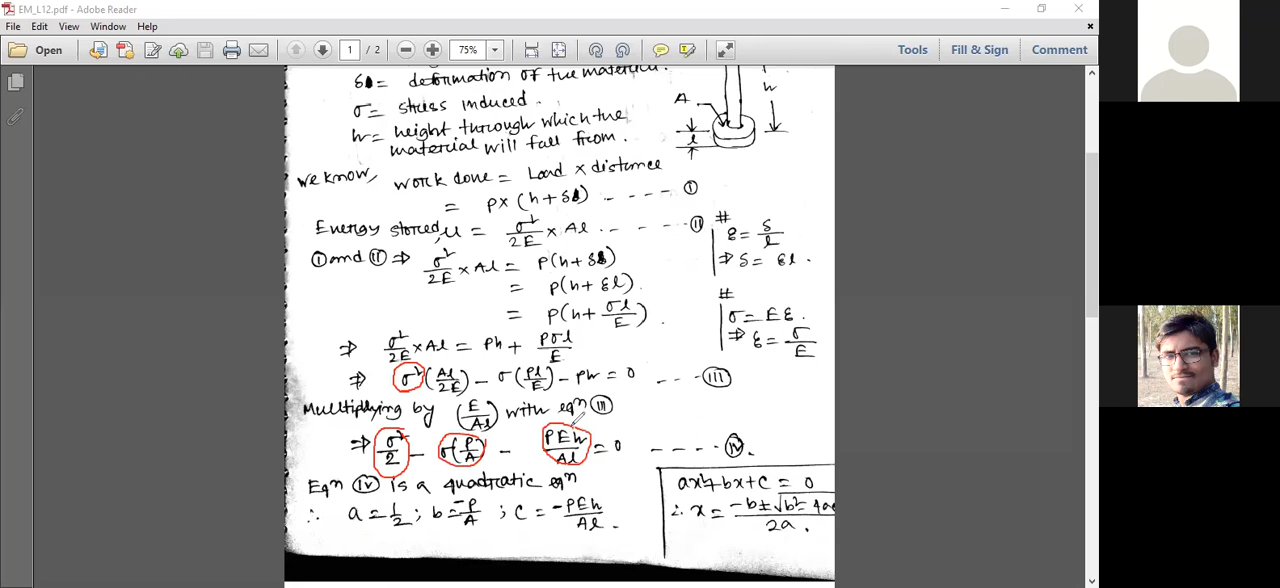 EM_L12.pdf - Adobe Reader
File Edit View Window Help
Open 1 / 2 75% Tools Fill & Sign Comment
δl = deformation of the material.
σ = stress induced.
h = height through which the
material will fall from.
A
h
l
We know, work done = Load × distance
= P × (h + δl) ---- ①
Energy stored, u = σ²/2E × Al ---- ②
① and ② ⇒ σ²/2E × Al = P(h + δl)
= P(h + εl)
= P(h + σl/E)
#
ε = δ/l
⇒ δ = εl.
#
σ = Eε.
⇒ ε = σ/E
⇒ σ²/2E × Al = Ph + Pσl/E
⇒ σ²(Al/2E) - σ(Pl/E) - Ph = 0 --- III
Multiplying by (E/Al) with eqn III
⇒ σ²/2 - σ(P/A) - PEh/Al = 0 ---- IV.
Eqn IV is a quadratic eqn
∴ a = 1/2 ; b = -P/A ; c = -PEh/Al.
ax²+bx+c = 0
∴ x = -b±√b²-4ac/2a.